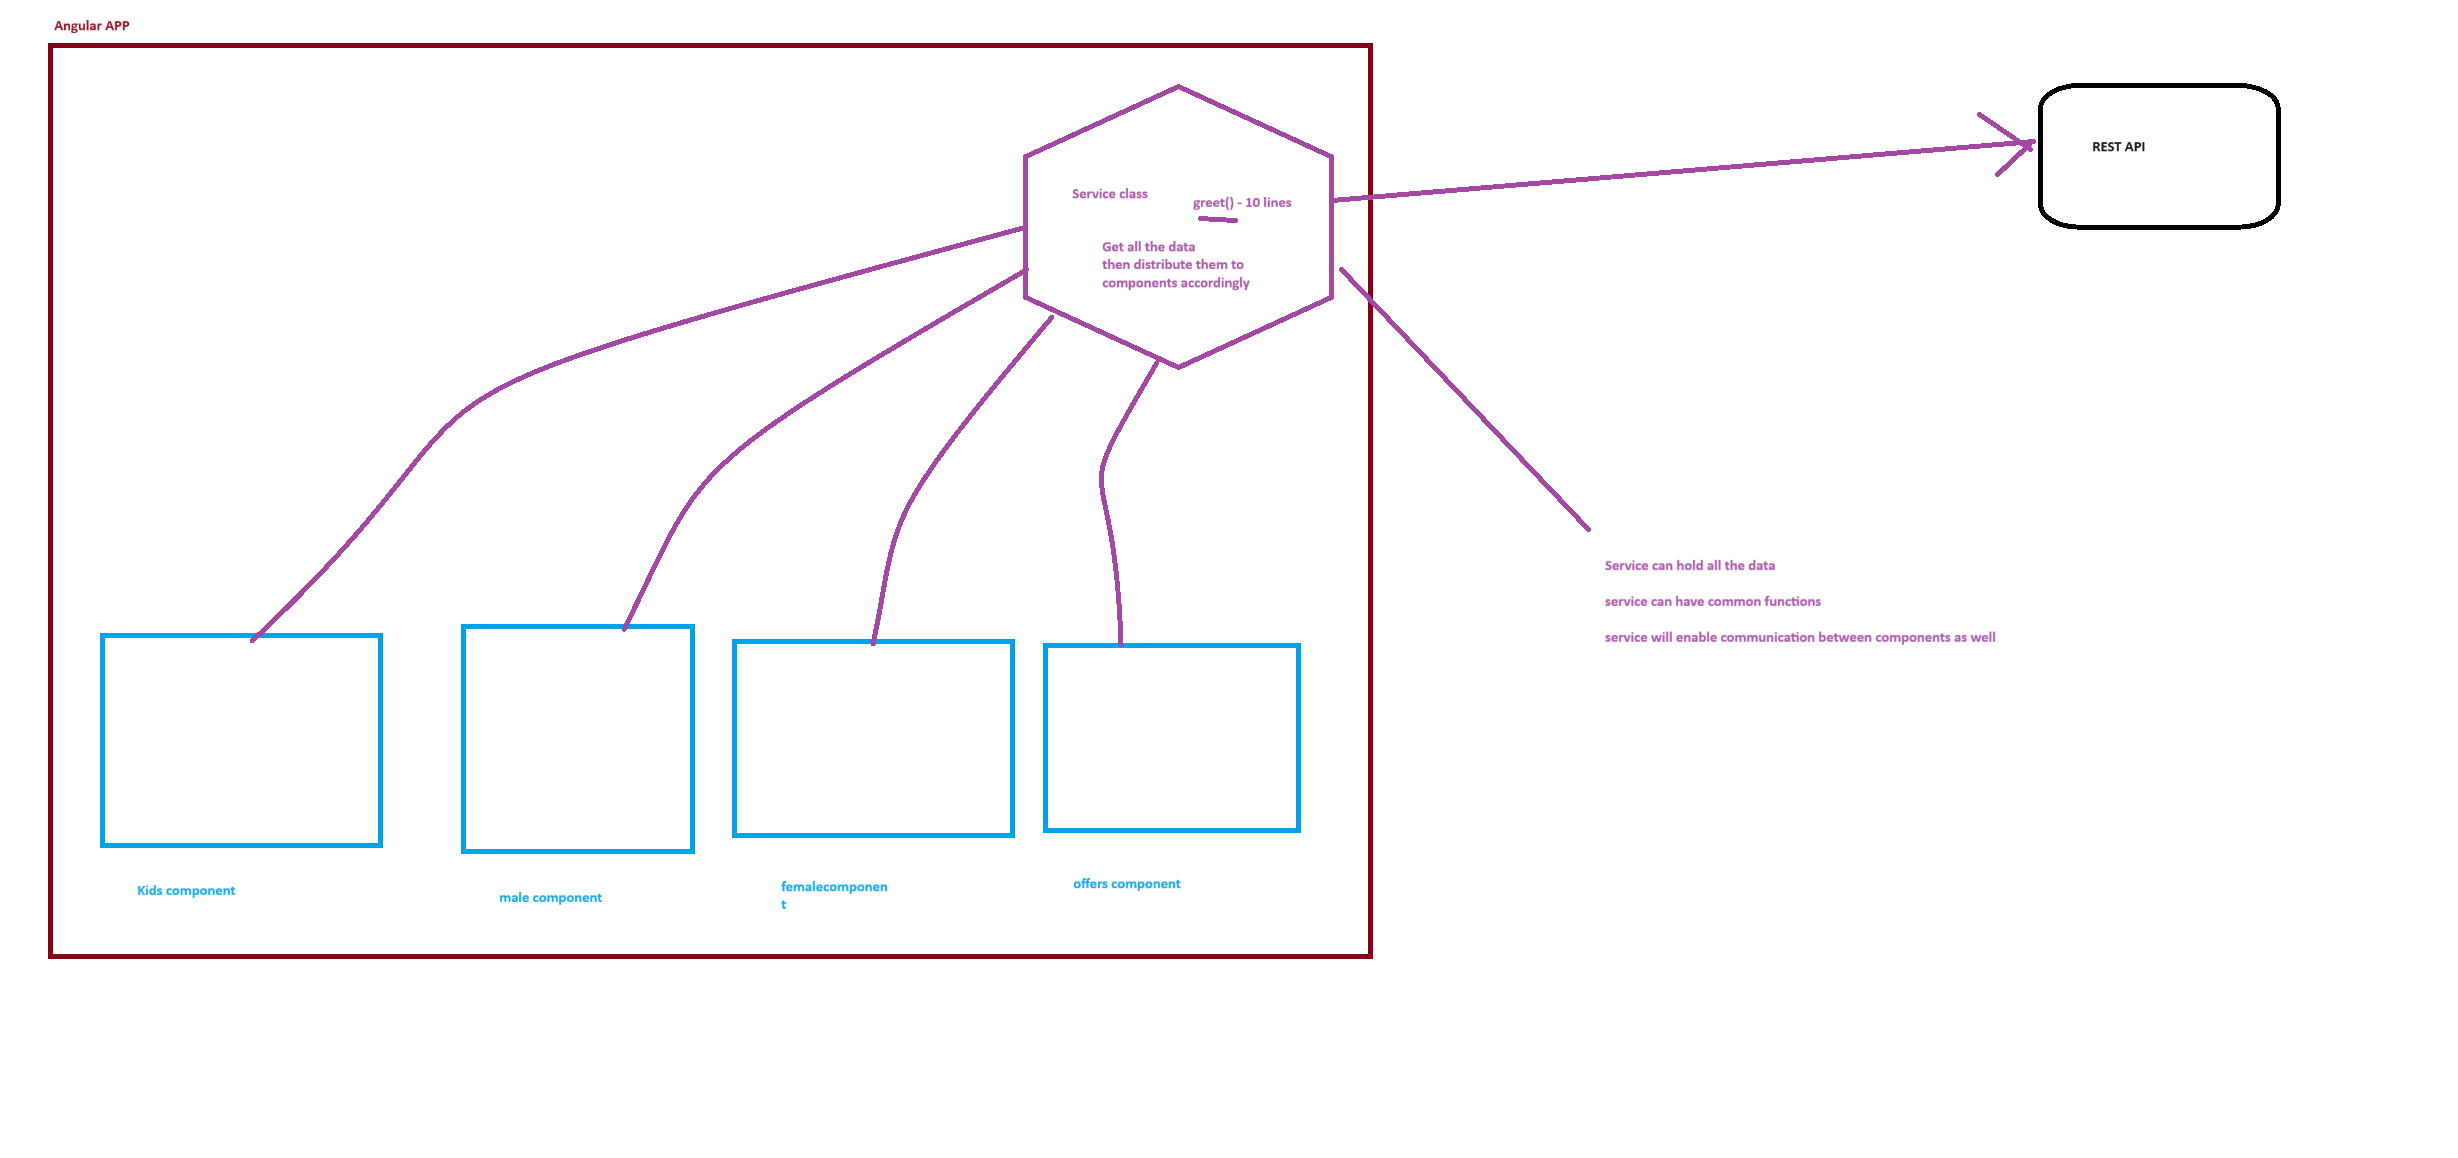 Angular APP
REST API
Service class
greet() - 10 lines
Get all the data
then distribute them to
components accordingly
Service can hold all the data
service can have common functions
service will enable communication between components as well
Kids component
male component
femalecomponen
t
offers component